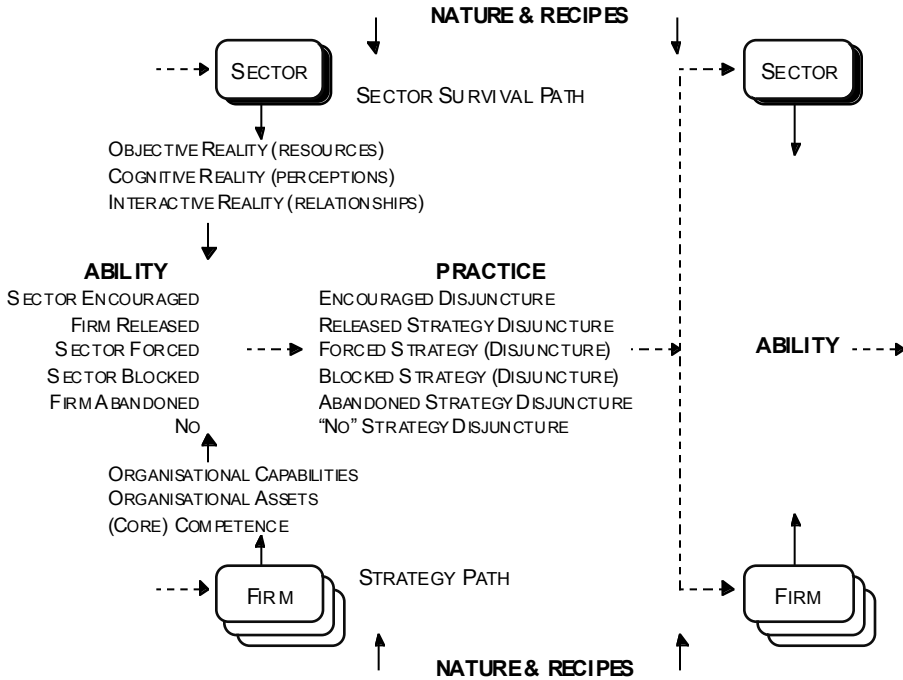 NATURE & RECIPES
SECTOR
SECTOR
SECTOR SURVIVAL PATH
OBJECTIVE REALITY (RESOURCES)
COGNITIVE REALITY (PERCEPTIONS)
INTERACTIVE REALITY (RELATIONSHIPS)
ABILITY
SECTOR ENCOURAGED
FIRM RELEASED
SECTOR FORCED
SECTOR BLOCKED
FIRM ABANDONED
NO
PRACTICE
ENCOURAGED DISJUNCTURE
RELEASED STRATEGY DISJUNCTURE
FORCED STRATEGY (DISJUNCTURE)
BLOCKED STRATEGY (DISJUNCTURE)
ABANDONED STRATEGY DISJUNCTURE
“NO” STRATEGY DISJUNCTURE
ABILITY
ORGANISATIONAL CAPABILITIES
ORGANISATIONAL ASSETS
(CORE) COMPETENCE
FIRM
STRATEGY PATH
FIRM
NATURE & RECIPES